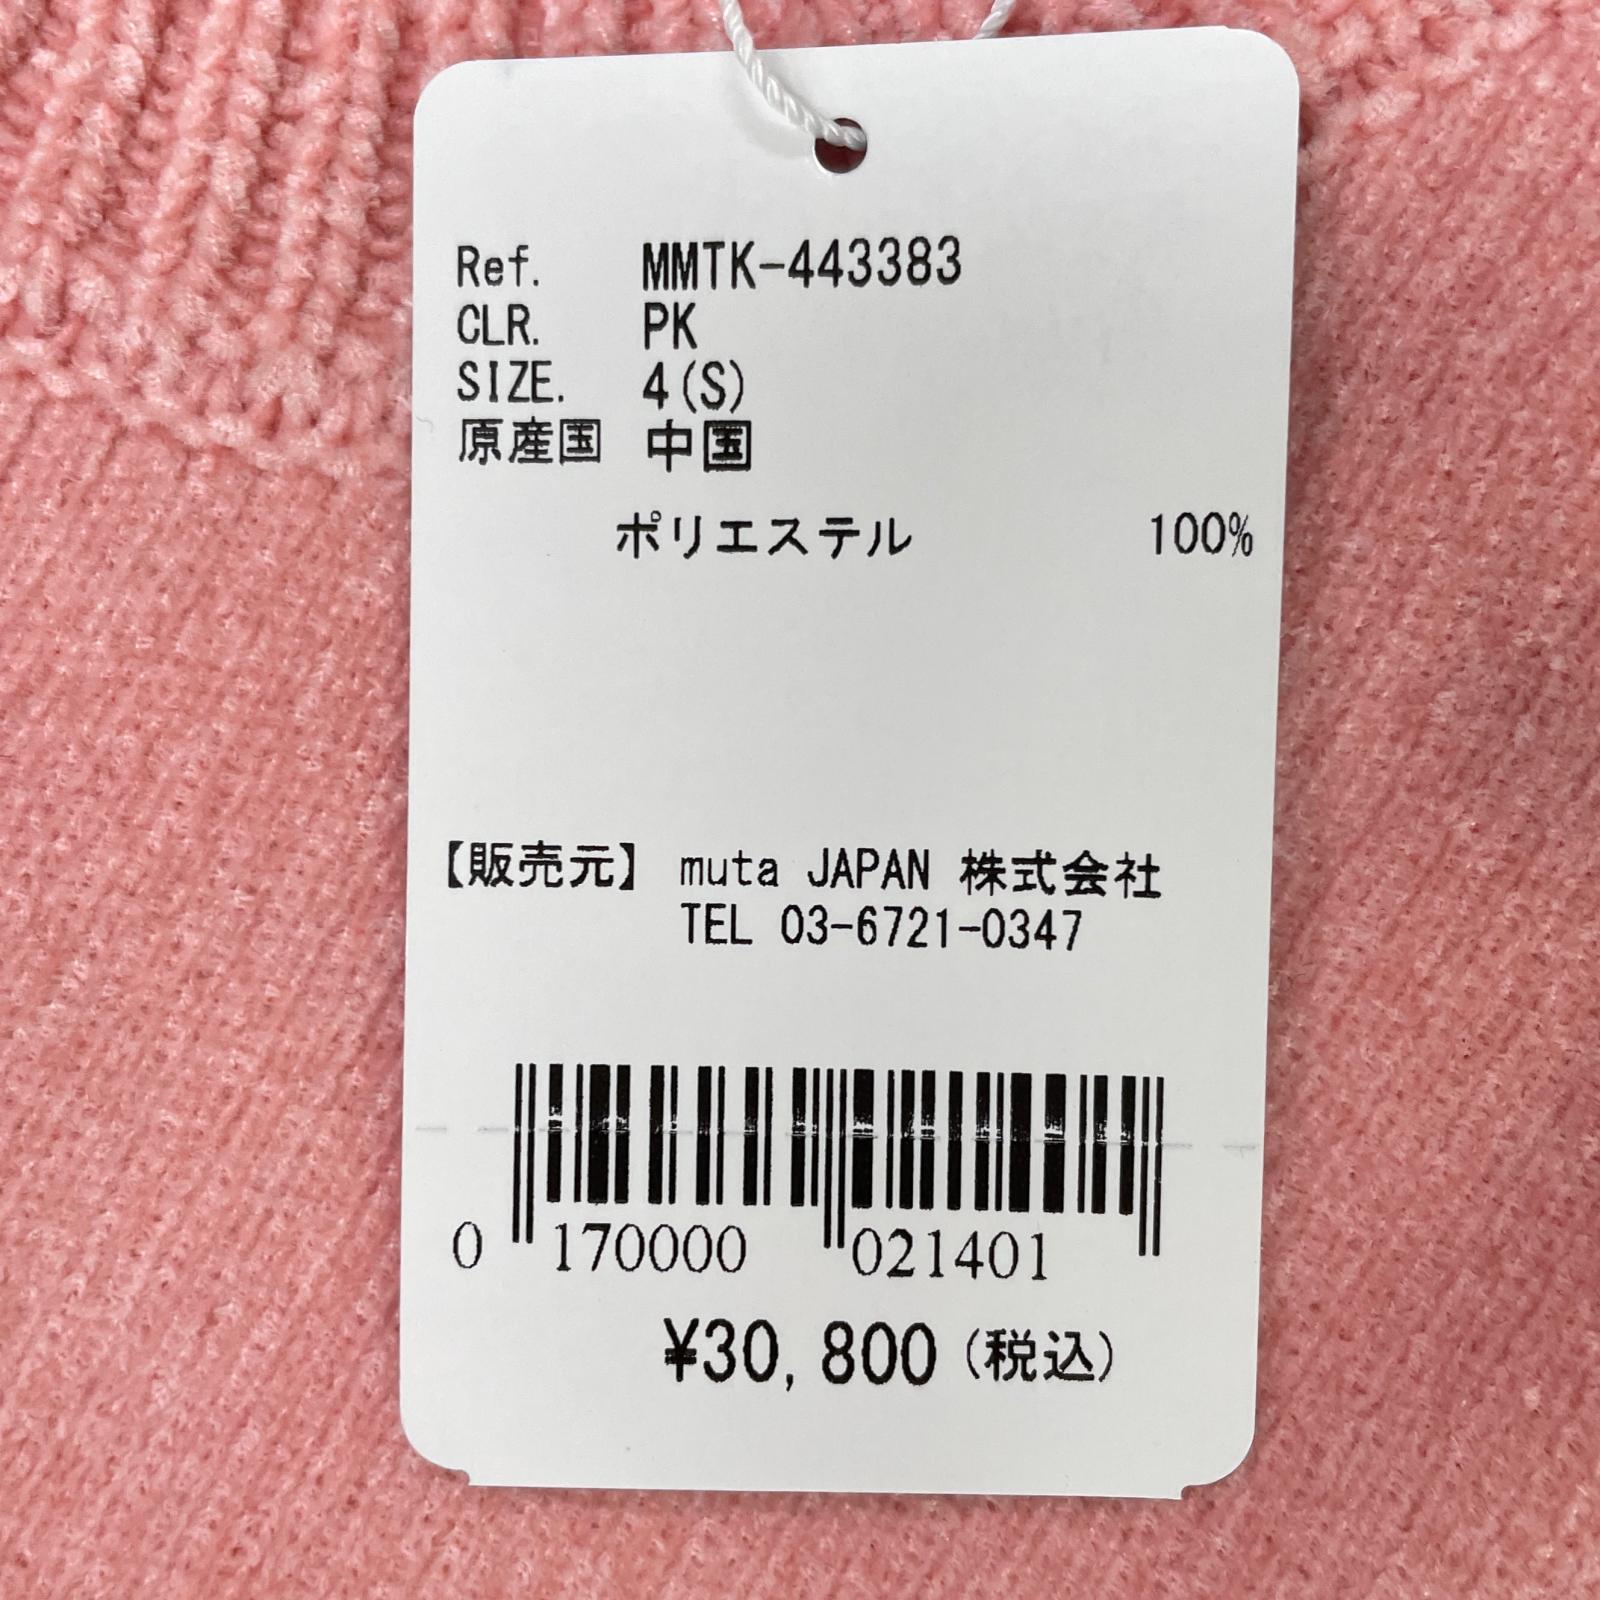 Ref. MMTK-443383
CLR. PK
SIZE. 4(S)
原産国 中国
ポリエステル 100%
【販売元】 muta JAPAN 株式会社
TEL 03-6721-0347
0 170000 021401
¥30,800(税込)